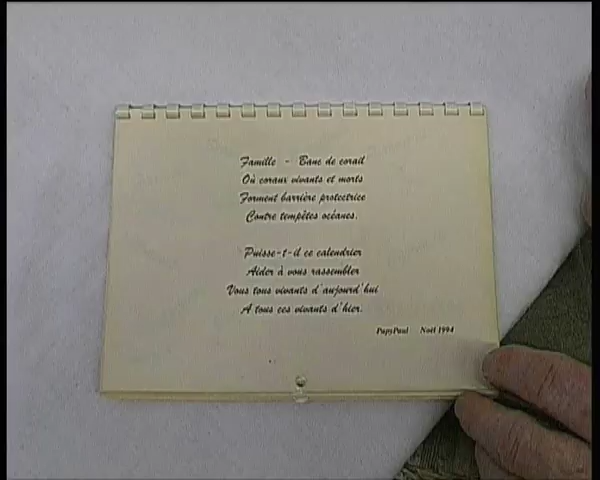 Famille - Banc de corail
Où coraux vivants et morts
Forment barrière protectrice
Contre tempêtes océanes.
Puisse-t-il ce calendrier
Aider à vous rassembler
Vous tous vivants d'aujourd'hui
A tous ces vivants d'hier.
PapyPaul Noël 1994